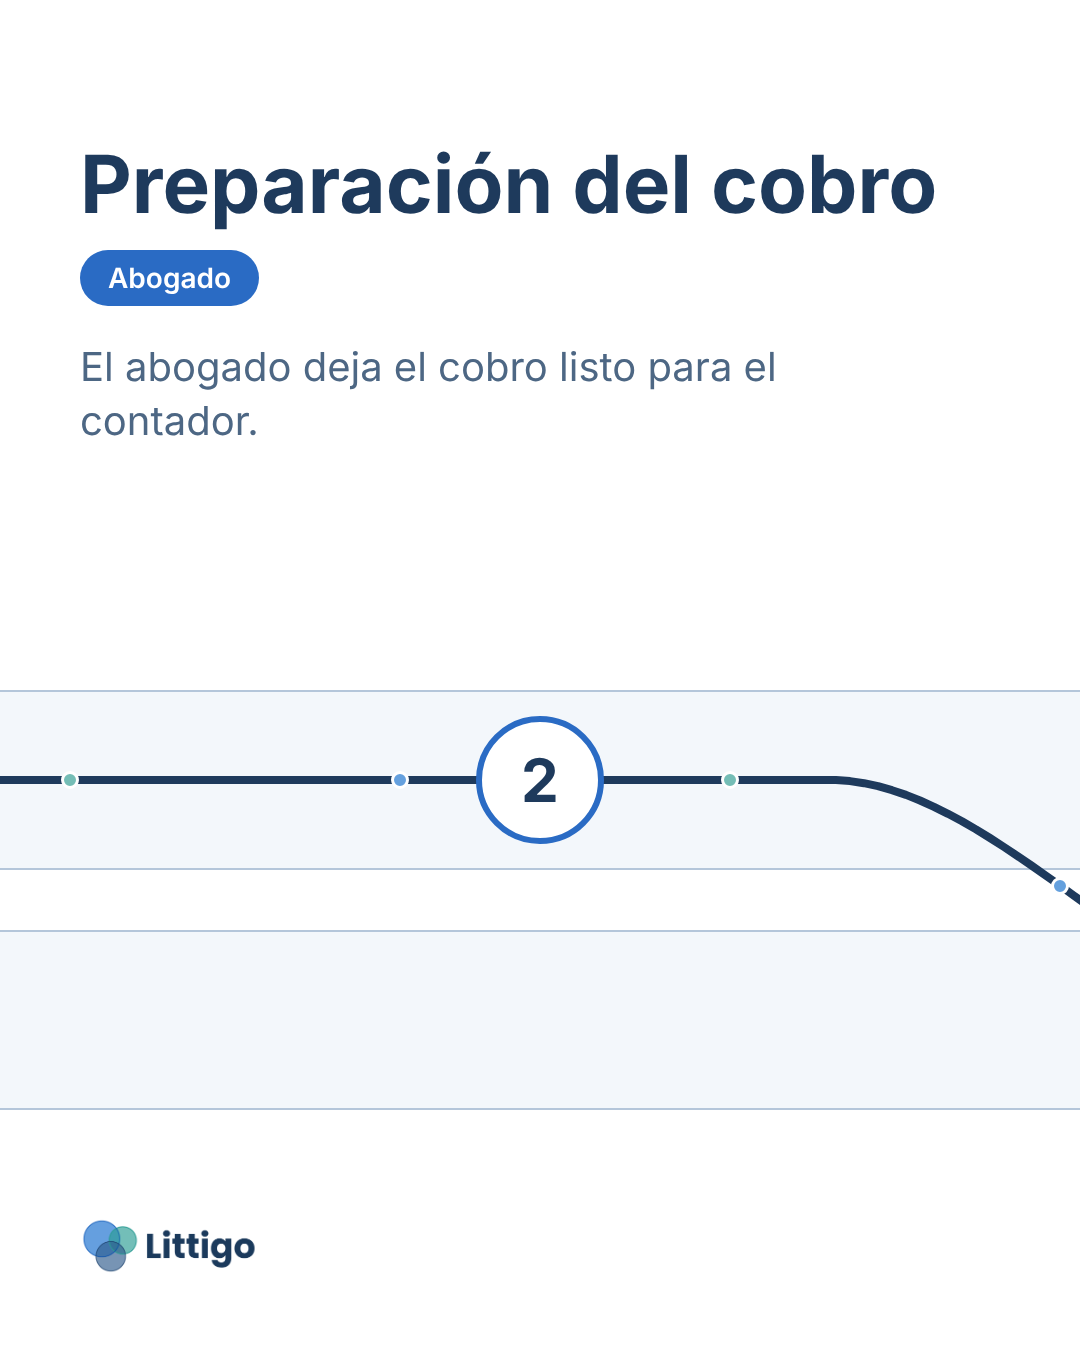 Preparación del cobro
Abogado
El abogado deja el cobro listo para el
contador.
2
Littigo